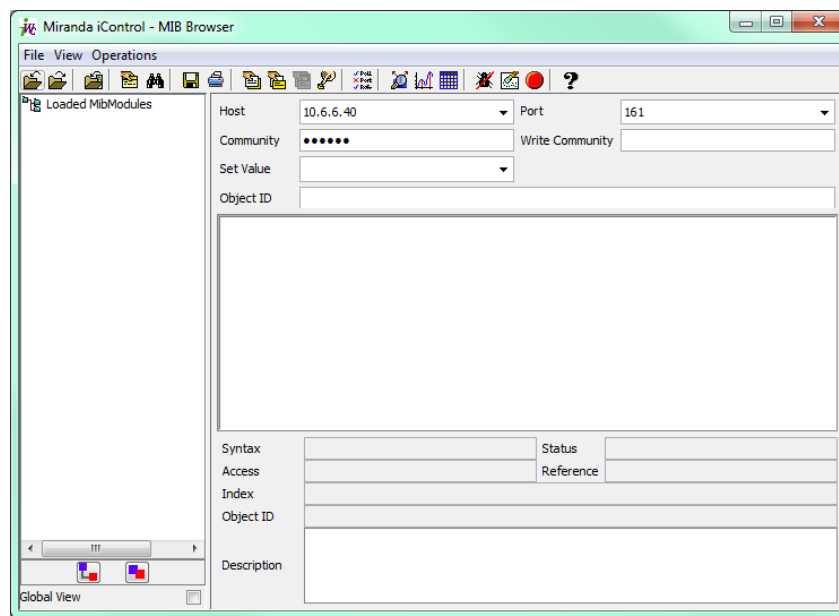 Miranda iControl - MIB Browser
File View Operations
Loaded MibModules
Host 10.6.6.40 Port 161
Community •••••• Write Community
Set Value
Object ID
Syntax Status
Access Reference
Index
Object ID
Description
Global View